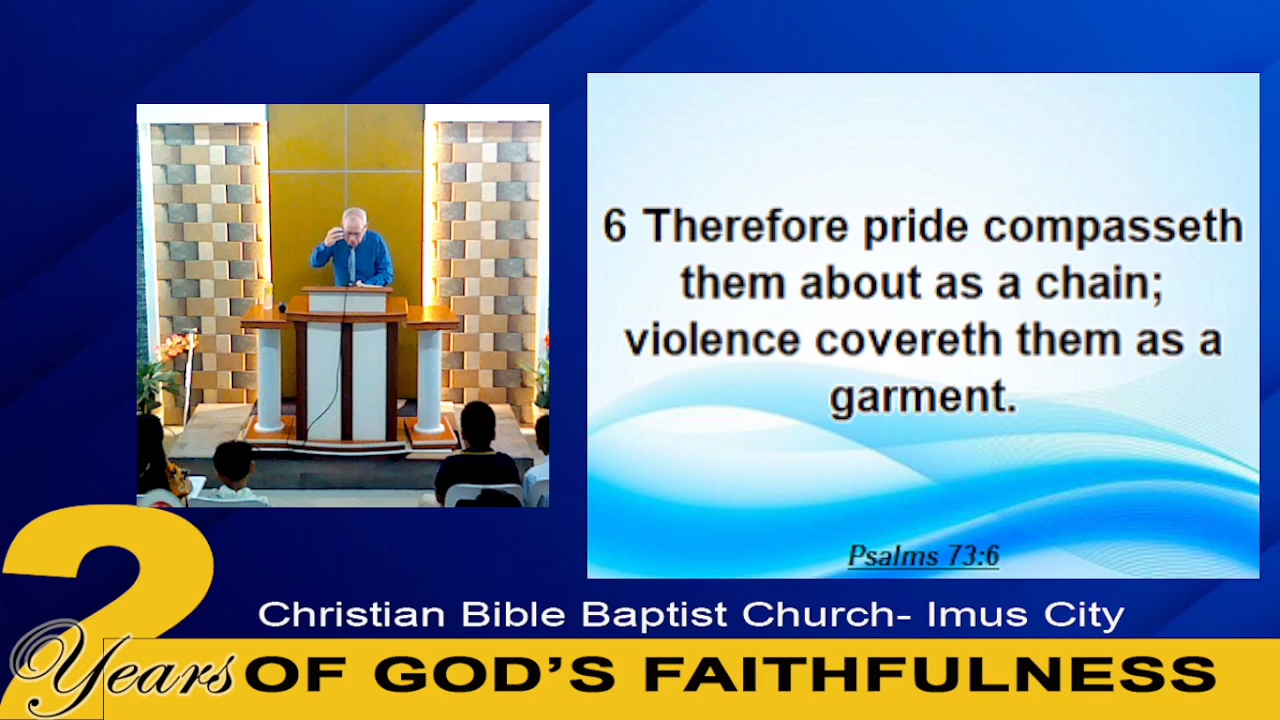 6 Therefore pride compasseth
them about as a chain;
violence covereth them as a
garment.
Psalms 73:6
Christian Bible Baptist Church- Imus City
2 Years OF GOD'S FAITHFULNESS